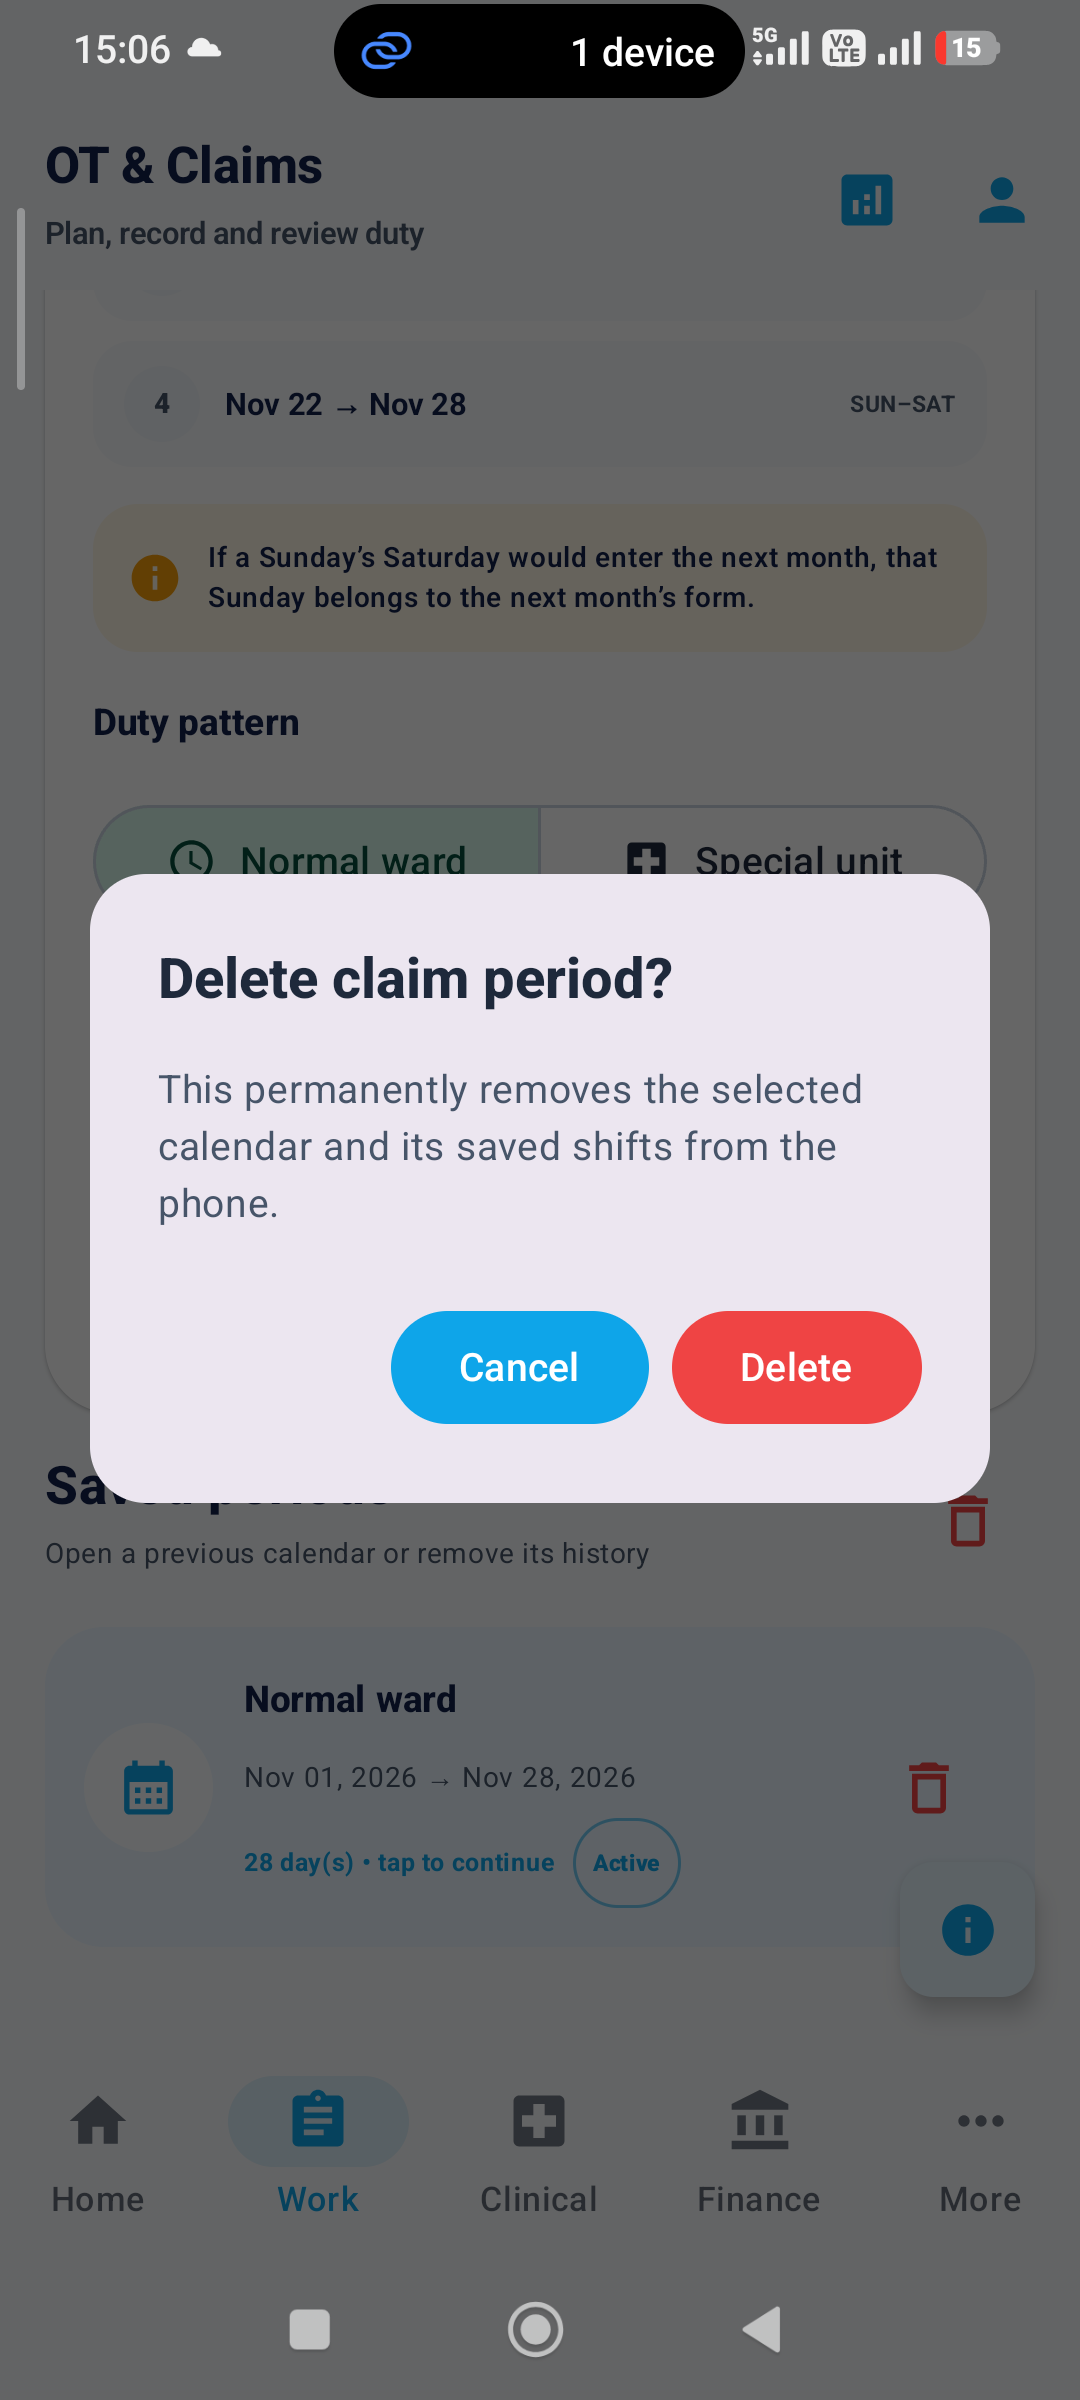 15:06
1 device
5G
Vo
LTE
15
OT & Claims
Plan, record and review duty
4
Nov 22 → Nov 28
SUN–SAT
If a Sunday’s Saturday would enter the next month, that
Sunday belongs to the next month’s form.
Duty pattern
Normal ward
Special unit
Delete claim period?
This permanently removes the selected
calendar and its saved shifts from the
phone.
Cancel
Delete
Saved periods
Open a previous calendar or remove its history
Normal ward
Nov 01, 2026 → Nov 28, 2026
28 day(s) • tap to continue
Active
Home
Work
Clinical
Finance
More